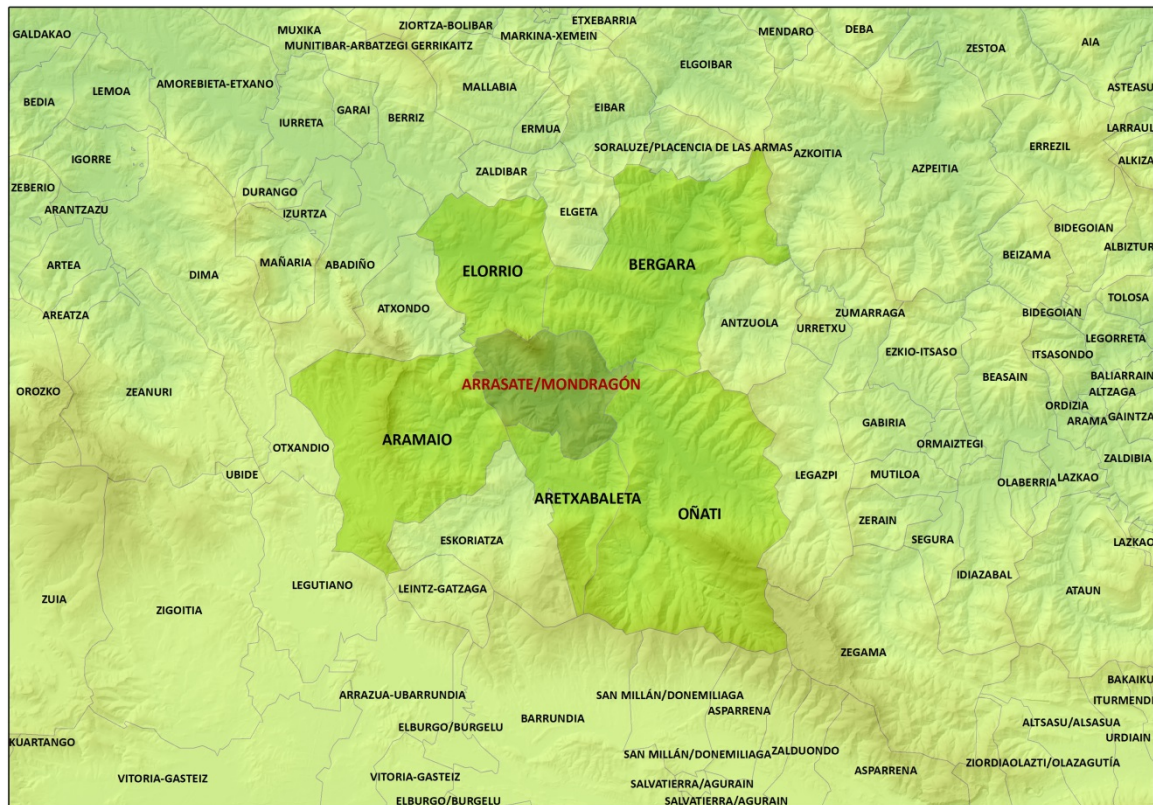 ETXEBARRIA
MUXIKA
ZIORTZA-BOLIBAR
GALDAKAO
MARKINA-XEMEIN
MENDARO
DEBA
MUNITIBAR-ARBATZEGI GERRIKAITZ
AIA
ZESTOA
ELGOIBAR
AMOREBIETA-ETXANO
MALLABIA
ASTEASU
LEMOA
BEDIA
GARAI
EIBAR
BERRIZ
IURRETA
ERMUA
LARRAUL
SORALUZE/PLACENCIA DE LAS ARMAS
ERREZIL
AZKOITIA
IGORRE
ALKIZA
AZPEITIA
ZALDIBAR
ZEBERIO
DURANGO
ARANTZAZU
IZURTZA
ELGETA
BIDEGOIAN
ALBIZTUR
BEIZAMA
MAÑARIA
ABADIÑO
ARTEA
BERGARA
ELORRIO
DIMA
TOLOSA
ATXONDO
AREATZA
ZUMARRAGA
BIDEGOIAN
ANTZUOLA
URRETXU
LEGORRETA
EZKIO-ITSASO
ITSASONDO
BEASAIN
BALIARRAIN
ARRASATE/MONDRAGÓN
OROZKO
ZEANURI
ALTZAGA
ORDIZIA
GAINTZA
GABIRIA
ARAMA
ARAMAIO
ORMAIZTEGI
OTXANDIO
ZALDIBIA
UBIDE
LEGAZPI
MUTILOA
LAZKAO
OLABERRIA
ARETXABALETA
OÑATI
ZERAIN
SEGURA
ESKORIATZA
LAZKAO
IDIAZABAL
LEGUTIANO
LEINTZ-GATZAGA
ATAUN
ZUIA
ZIGOITIA
ZEGAMA
BAKAIKU
ARRAZUA-UBARRUNDIA
SAN MILLÁN/DONEMILIAGA
ITURMENDI
ASPARRENA
BARRUNDIA
ALTSASU/ALSASUA
ELBURGO/BURGELU
URDIAIN
KUARTANGO
SAN MILLÁN/DONEMILIAGA
ZALDUONDO
ZIORDIA
OLAZTI/OLAZAGUTÍA
ASPARRENA
VITORIA-GASTEIZ
VITORIA-GASTEIZ
SALVATIERRA/AGURAIN
ELBURGO/BURGELU
SALVATIERRA/AGURAIN